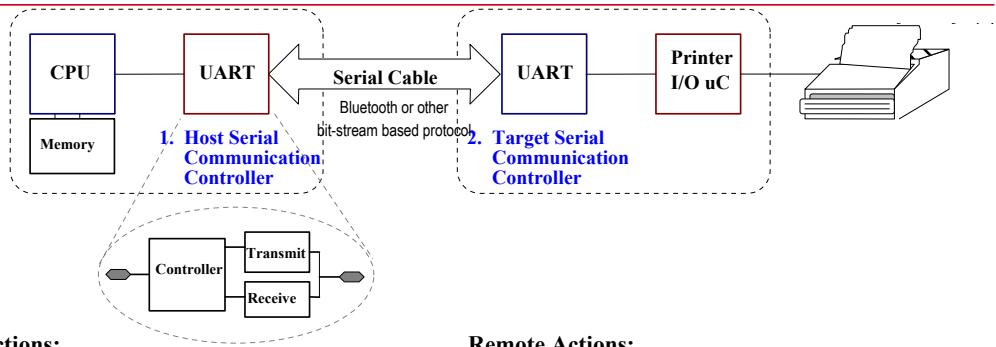 CPU
UART
Serial Cable
UART
Printer
I/O uC
Memory
Bluetooth or other
bit-stream based protocol
1. Host Serial
Communication
Controller
2. Target Serial
Communication
Controller
Controller
Transmit
Receive
Remote Actions: